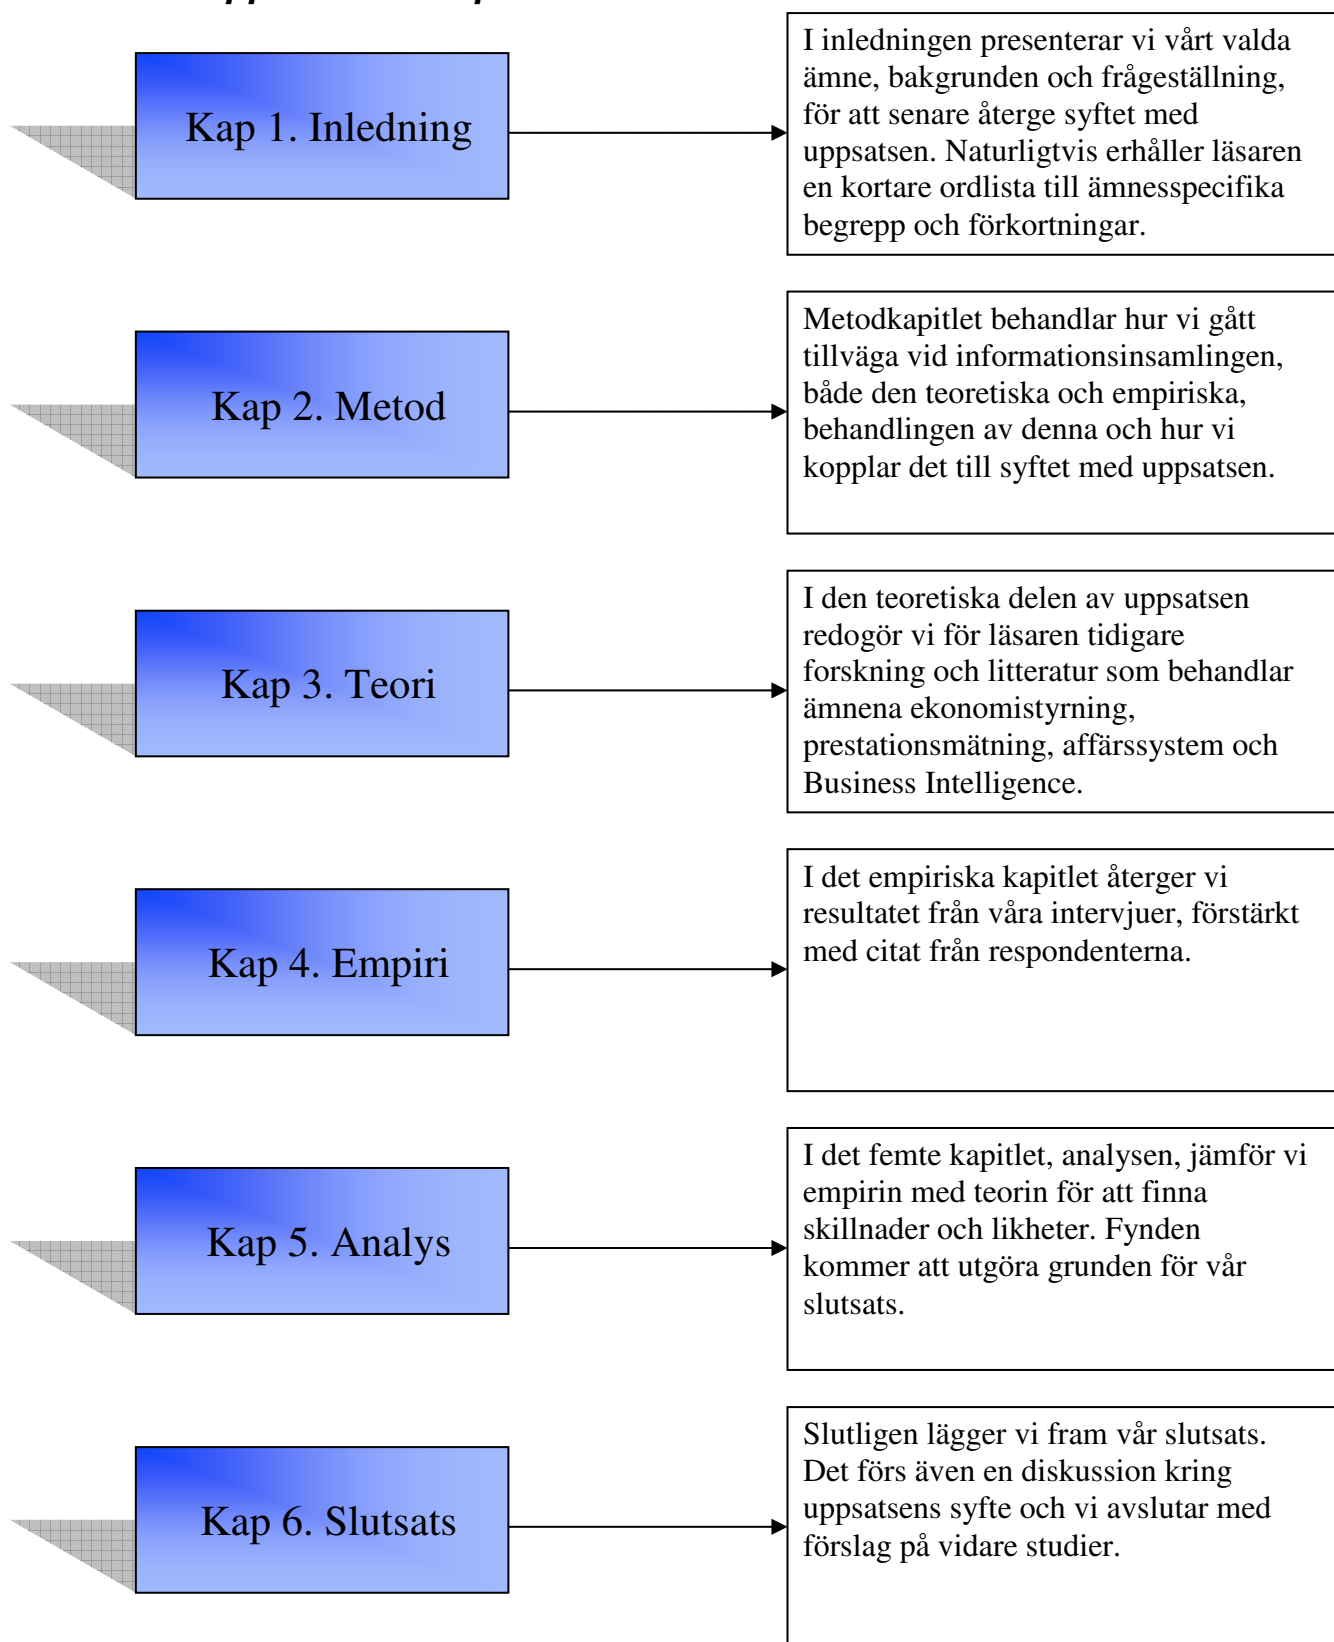 Kap 1. Inledning
I inledningen presenterar vi vårt valda
ämne, bakgrunden och frågeställning,
för att senare återge syftet med
uppsatsen. Naturligtvis erhåller läsaren
en kortare ordlista till ämnesspecifika
begrepp och förkortningar.
Kap 2. Metod
Metodkapitlet behandlar hur vi gått
tillväga vid informationsinsamlingen,
både den teoretiska och empiriska,
behandlingen av denna och hur vi
kopplar det till syftet med uppsatsen.
Kap 3. Teori
I den teoretiska delen av uppsatsen
redogör vi för läsaren tidigare
forskning och litteratur som behandlar
ämnena ekonomistyrning,
prestationsmätning, affärssystem och
Business Intelligence.
Kap 4. Empiri
I det empiriska kapitlet återger vi
resultatet från våra intervjuer, förstärkt
med citat från respondenterna.
Kap 5. Analys
I det femte kapitlet, analysen, jämför vi
empirin med teorin för att finna
skillnader och likheter. Fynden
kommer att utgöra grunden för vår
slutsats.
Kap 6. Slutsats
Slutligen lägger vi fram vår slutsats.
Det förs även en diskussion kring
uppsatsens syfte och vi avslutar med
förslag på vidare studier.